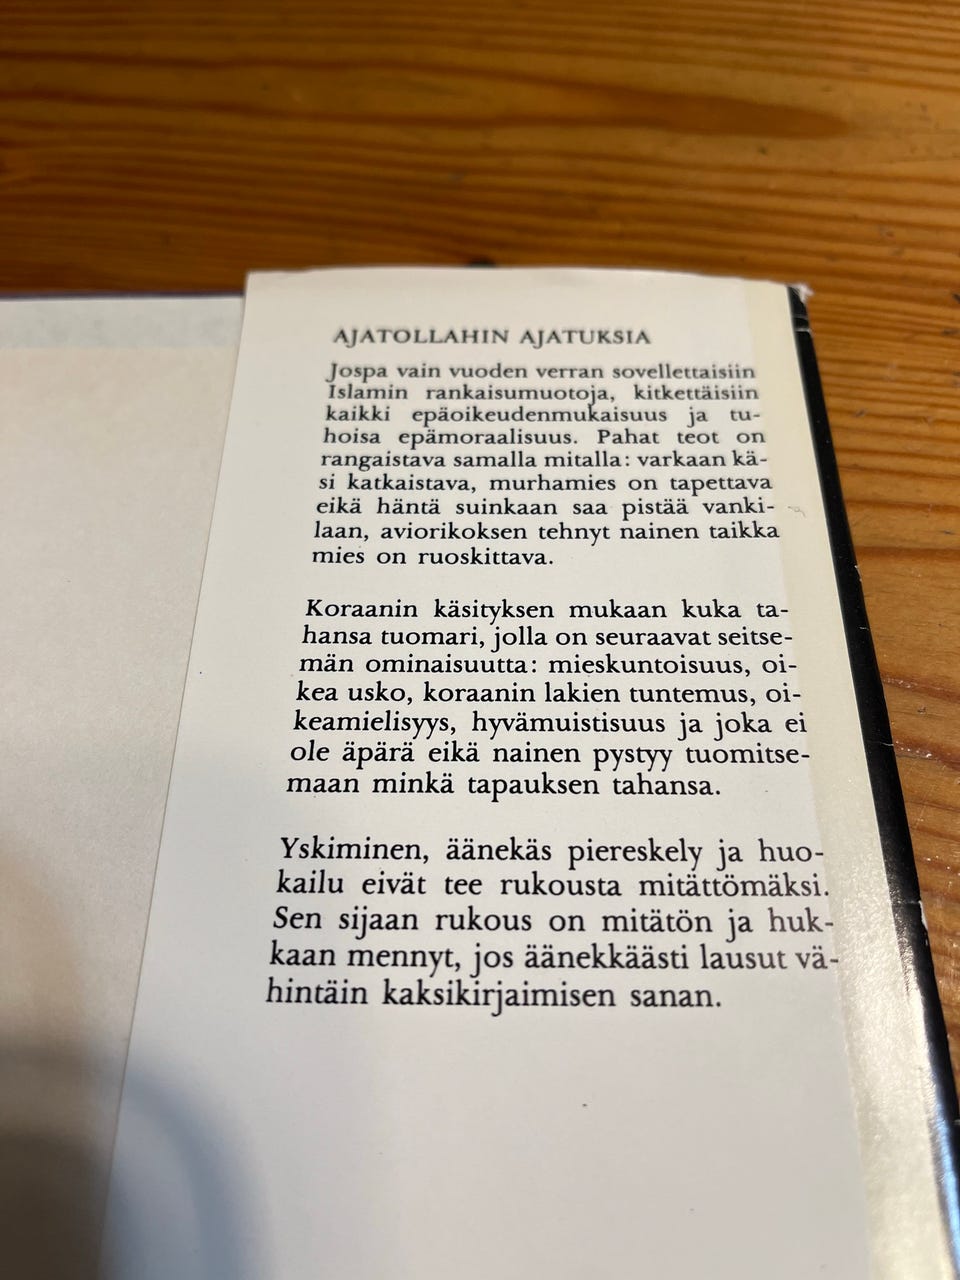 AJATOLLAHIN AJATUKSIA
Jospa vain vuoden verran sovellettaisiin
Islamin rankaisumuotoja, kitkettäisiin
kaikki epäoikeudenmukaisuus ja tu-
hoisa epämoraalisuus. Pahat teot on
rangaistava samalla mitalla: varkaan kä-
si katkaistava, murhamies on tapettava
eikä häntä suinkaan saa pistää vanki-
laan, aviorikoksen tehnyt nainen taikka
mies on ruoskittava.
Koraanin käsityksen mukaan kuka ta-
hansa tuomari, jolla on seuraavat seitse-
män ominaisuutta: mieskuntoisuus, oi-
kea usko, koraanin lakien tuntemus, oi-
keamielisyys, hyvämuistisuus ja joka ei
ole äpärä eikä nainen pystyy tuomitse-
maan minkä tapauksen tahansa.
Yskiminen, äänekäs piereskely ja huo-
kailu eivät tee rukousta mitättömäksi.
Sen sijaan rukous on mitätön ja huk-
kaan mennyt, jos äänekkäästi lausut vä-
hintäin kaksikirjaimisen sanan.